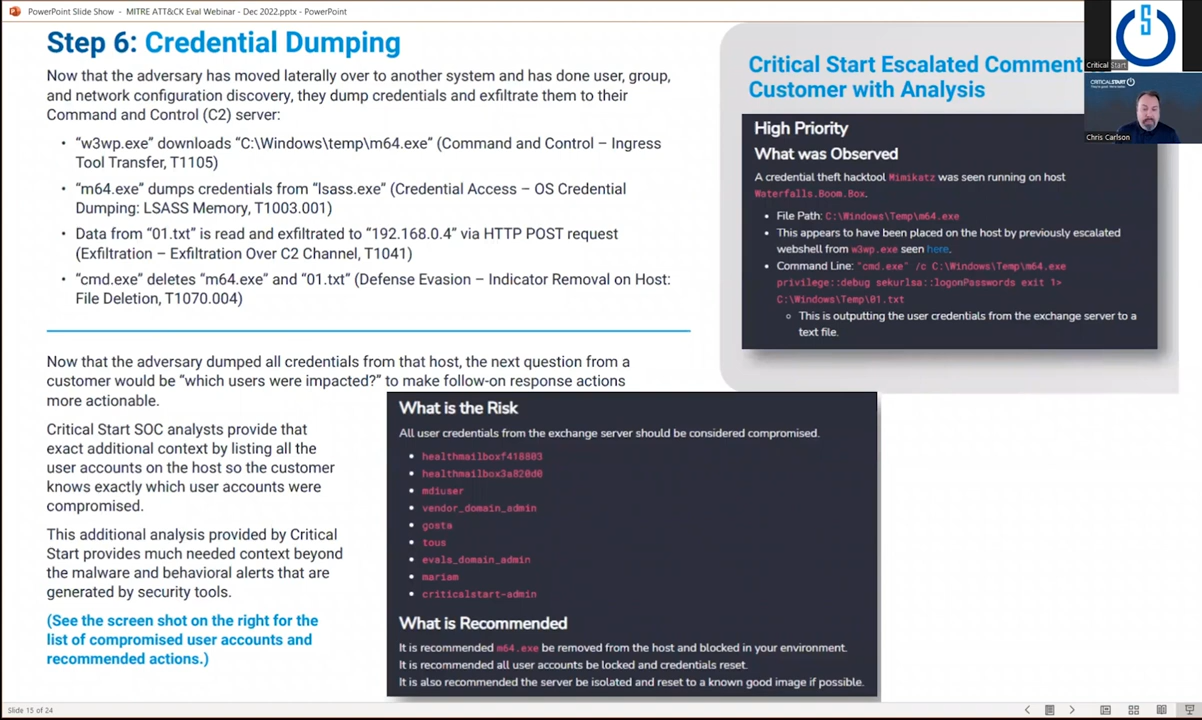 PowerPoint Slide Show - MITRE ATT&CK Eval Webinar - Dec 2022.pptx - PowerPoint
Step 6: Credential Dumping
Now that the adversary has moved laterally over to another system and has done user, group,
and network configuration discovery, they dump credentials and exfiltrate them to their
Command and Control (C2) server:
• “w3wp.exe” downloads “C:\Windows\temp\m64.exe” (Command and Control – Ingress
Tool Transfer, T1105)
• “m64.exe” dumps credentials from “lsass.exe” (Credential Access – OS Credential
Dumping: LSASS Memory, T1003.001)
• Data from “01.txt” is read and exfiltrated to “192.168.0.4” via HTTP POST request
(Exfiltration – Exfiltration Over C2 Channel, T1041)
• “cmd.exe” deletes “m64.exe” and “01.txt” (Defense Evasion – Indicator Removal on Host:
File Deletion, T1070.004)
Now that the adversary dumped all credentials from that host, the next question from a
customer would be “which users were impacted?” to make follow-on response actions
more actionable.
Critical Start SOC analysts provide that
exact additional context by listing all the
user accounts on the host so the customer
knows exactly which user accounts were
compromised.
This additional analysis provided by Critical
Start provides much needed context beyond
the malware and behavioral alerts that are
generated by security tools.
(See the screen shot on the right for the
list of compromised user accounts and
recommended actions.)
Critical Start Escalated Comment
Customer with Analysis
High Priority
What was Observed
A credential theft hacktool Mimikatz was seen running on host
Waterfalls.Boom.Box.
• File Path: C:\Windows\Temp\m64.exe
• This appears to have been placed on the host by previously escalated
webshell from w3wp.exe seen here.
• Command Line: "cmd.exe" /c C:\Windows\Temp\m64.exe
privilege::debug sekurlsa::logonPasswords exit 1>
C:\Windows\Temp\01.txt
○ This is outputting the user credentials from the exchange server to a
text file.
What is the Risk
All user credentials from the exchange server should be considered compromised.
• healthmailboxf418803
• healthmailbox3a820d0
• mdiuser
• vendor_domain_admin
• gosta
• tous
• evals_domain_admin
• mariam
• criticalstart-admin
What is Recommended
It is recommended m64.exe be removed from the host and blocked in your environment.
It is recommended all user accounts be locked and credentials reset.
It is also recommended the server be isolated and reset to a known good image if possible.
Critical Start
CRITICALSTART
Chris Carlson
Slide 15 of 24